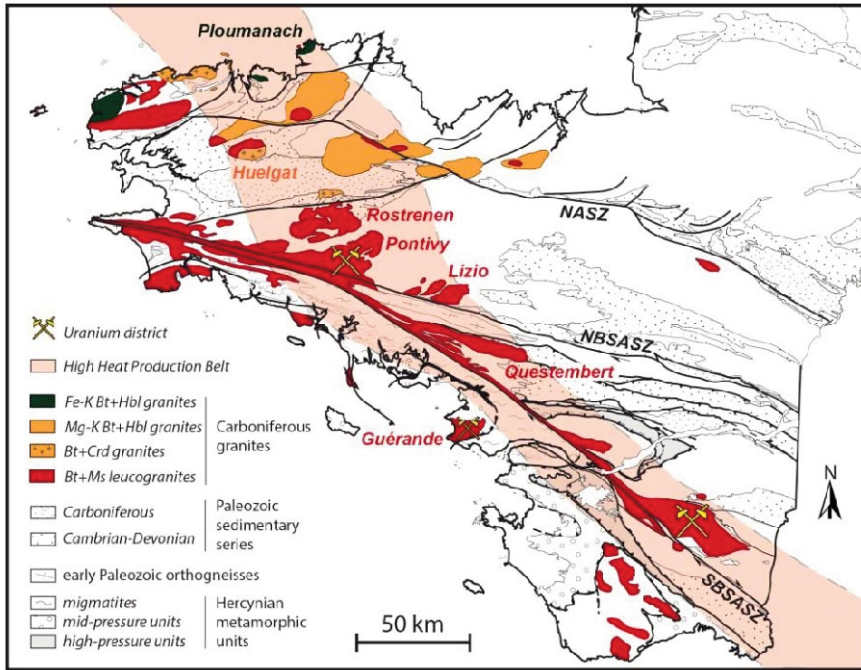 Ploumanach
Huelgat
Rostrenen
NASZ
Pontivy
Lizio
NBSASZ
Questembert
Guérande
SBSASZ
N
50 km
Uranium district
High Heat Production Belt
Fe-K Bt+Hbl granites
Mg-K Bt+Hbl granites
Bt+Crd granites
Bt+Ms leucogranites
Carboniferous
granites
Carboniferous
Cambrian-Devonian
Paleozoic
sedimentary
series
early Paleozoic orthogneisses
migmatites
mid-pressure units
high-pressure units
Hercynian
metamorphic
units